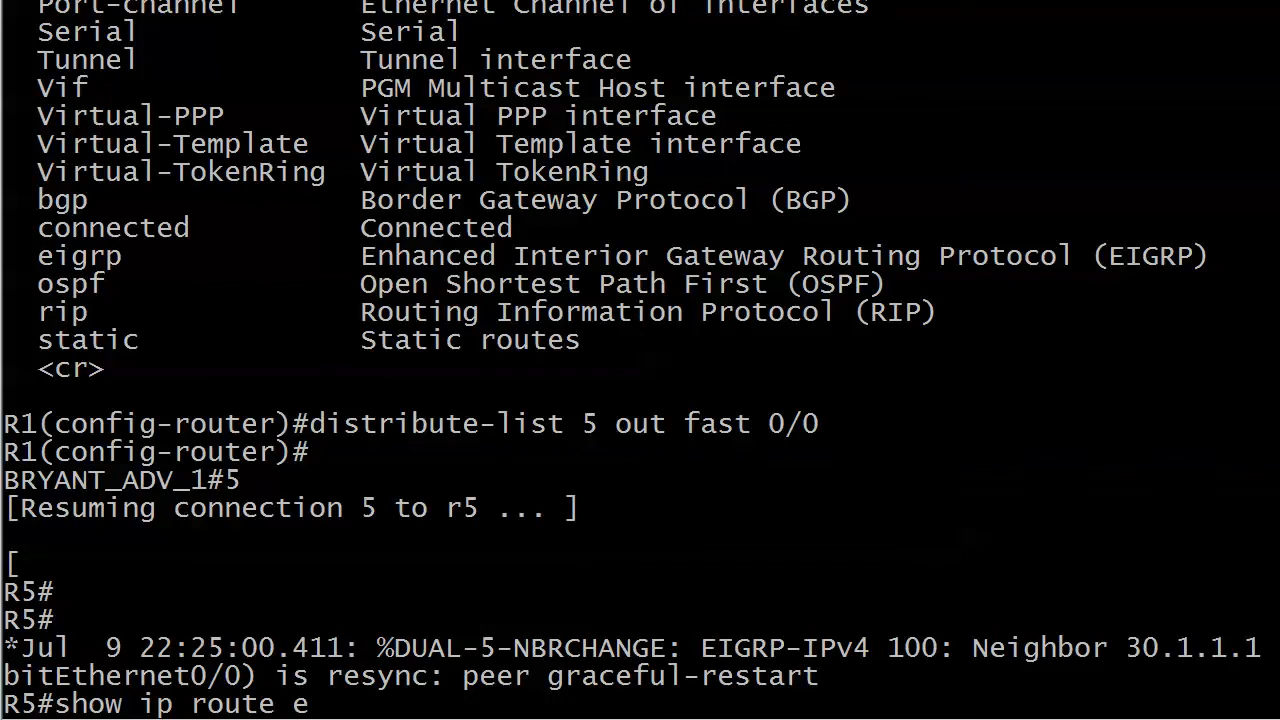 Port-channel Ethernet Channel of interfaces
Serial Serial
Tunnel Tunnel interface
Vif PGM Multicast Host interface
Virtual-PPP Virtual PPP interface
Virtual-Template Virtual Template interface
Virtual-TokenRing Virtual TokenRing
bgp Border Gateway Protocol (BGP)
connected Connected
eigrp Enhanced Interior Gateway Routing Protocol (EIGRP)
ospf Open Shortest Path First (OSPF)
rip Routing Information Protocol (RIP)
static Static routes
<cr>
R1(config-router)#distribute-list 5 out fast 0/0
R1(config-router)#
BRYANT_ADV_1#5
[Resuming connection 5 to r5 ... ]
[
R5#
R5#
*Jul  9 22:25:00.411: %DUAL-5-NBRCHANGE: EIGRP-IPv4 100: Neighbor 30.1.1.1
bitEthernet0/0) is resync: peer graceful-restart
R5#show ip route e